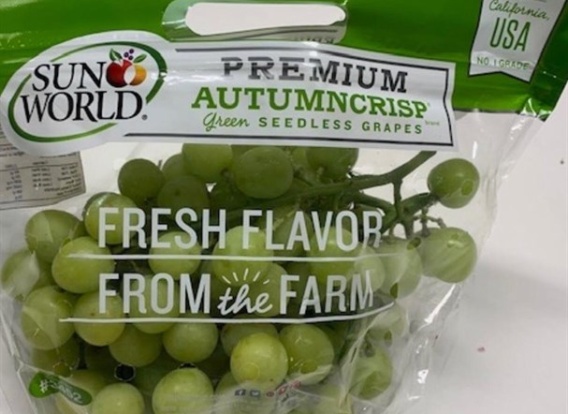 California,
USA
NO. 1 GRADE
SUN
WORLD®
PREMIUM
AUTUMNCRISP
Green SEEDLESS GRAPES
FRESH FLAVOR
FROM the FARM